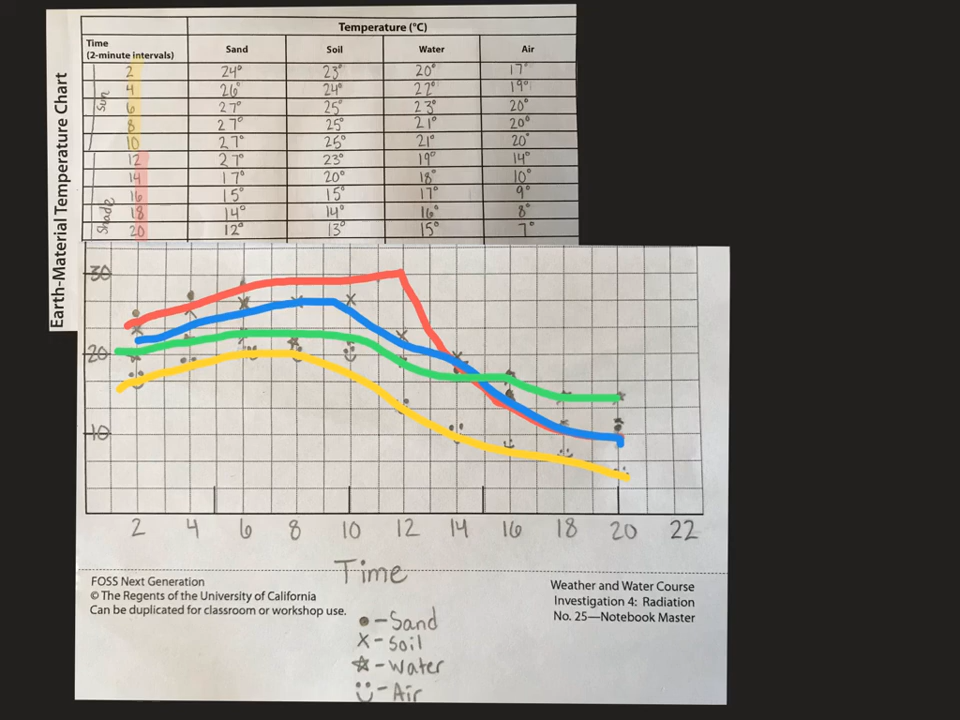 Earth-Material Temperature Chart
Temperature (°C)
Time
(2-minute intervals) Sand Soil Water Air
Sun
2 24° 23° 20° 17°
4 26° 24° 22° 19°
6 27° 25° 23° 20°
8 27° 25° 21° 20°
10 27° 25° 21° 20°
Shade
12 27° 23° 19° 14°
14 17° 20° 18° 10°
16 15° 15° 17° 9°
18 14° 14° 16° 8°
20 12° 13° 15° 7°
30
20
10
2 4 6 8 10 12 14 16 18 20 22
Time
FOSS Next Generation
© The Regents of the University of California
Can be duplicated for classroom or workshop use.
Weather and Water Course
Investigation 4: Radiation
No. 25—Notebook Master
- Sand
X - Soil
- Water
- Air